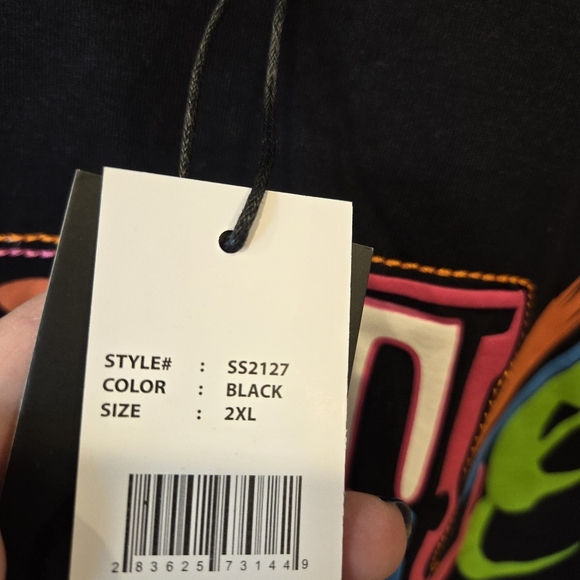 STYLE# : SS2127
COLOR : BLACK
SIZE : 2XL
2 83625 73144 9